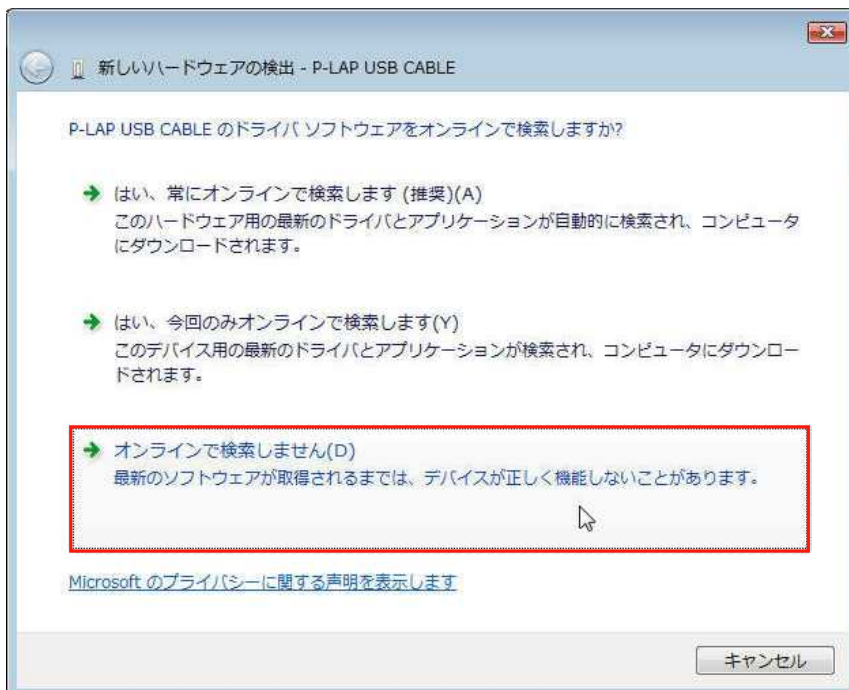 新しいハードウェアの検出 - P-LAP USB CABLE
P-LAP USB CABLE のドライバ ソフトウェアをオンラインで検索しますか?
はい、常にオンラインで検索します (推奨)(A)
このハードウェア用の最新のドライバとアプリケーションが自動的に検索され、コンピュータ
にダウンロードされます。
はい、今回のみオンラインで検索します(Y)
このデバイス用の最新のドライバとアプリケーションが検索され、コンピュータにダウンロー
ドされます。
オンラインで検索しません(D)
最新のソフトウェアが取得されるまでは、デバイスが正しく機能しないことがあります。
Microsoft のプライバシーに関する声明を表示します
キャンセル